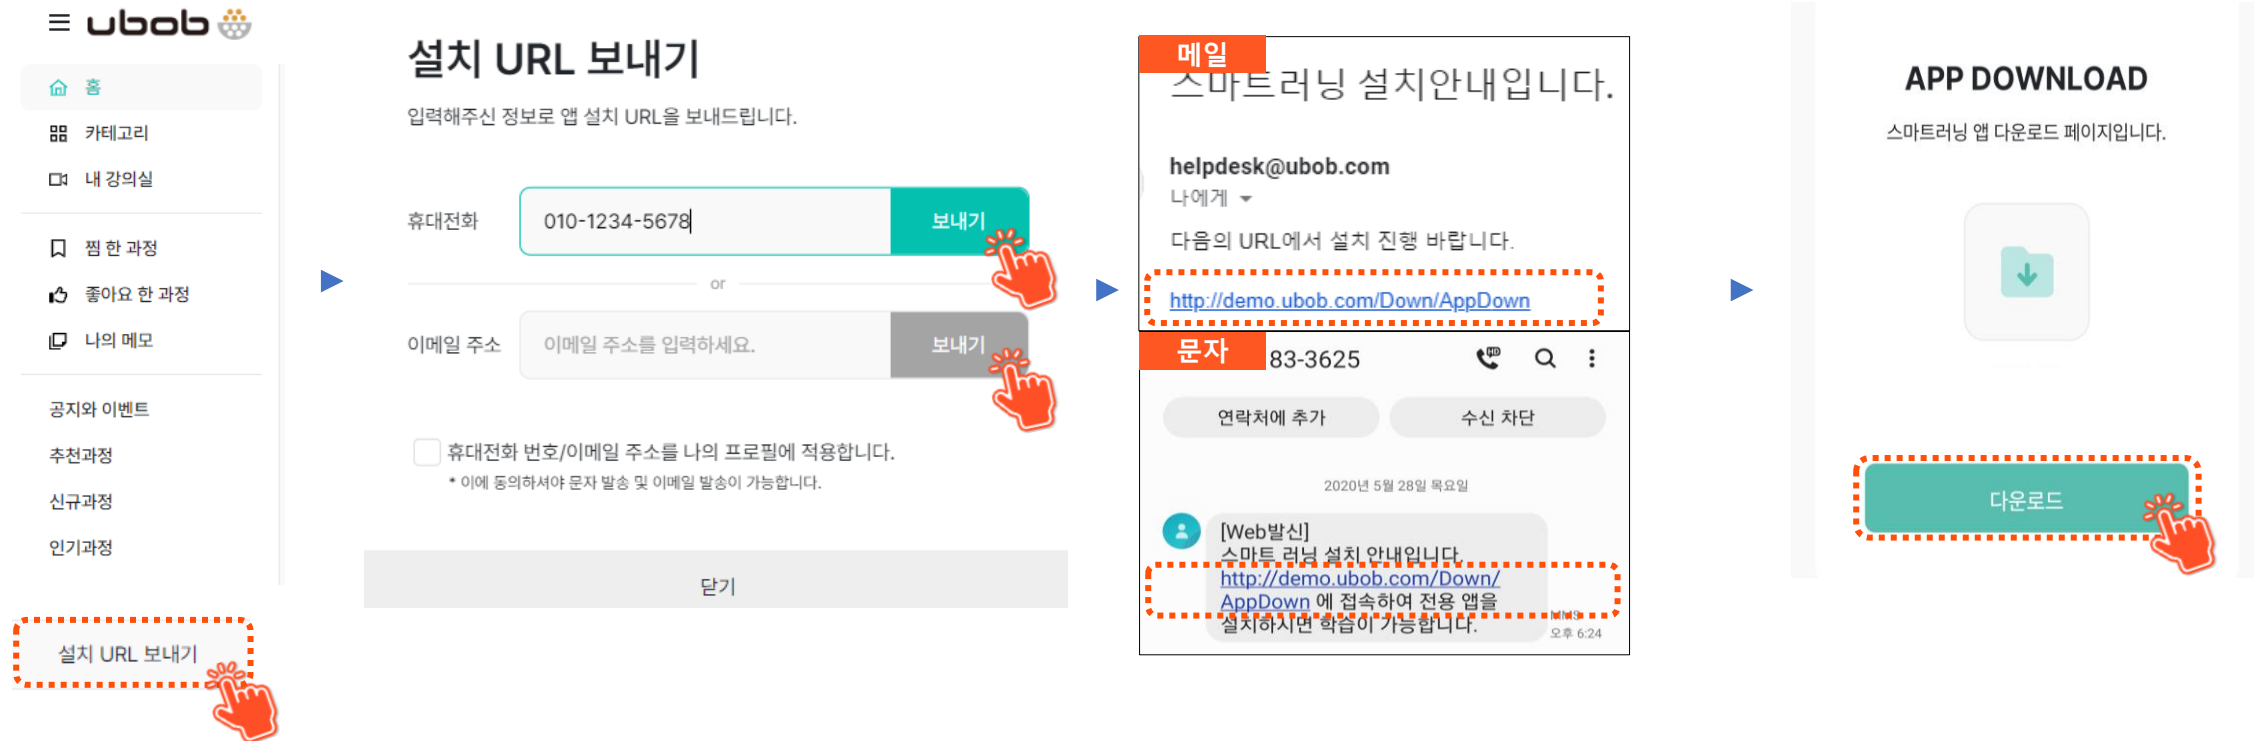 ubob
홈
카테고리
내 강의실
찜 한 과정
좋아요 한 과정
나의 메모
공지와 이벤트
추천과정
신규과정
인기과정
설치 URL 보내기
설치 URL 보내기
입력해주신 정보로 앱 설치 URL을 보내드립니다.
휴대전화 010-1234-5678 보내기
or
이메일 주소 이메일 주소를 입력하세요. 보내기
휴대전화 번호/이메일 주소를 나의 프로필에 적용합니다.
* 이에 동의하셔야 문자 발송 및 이메일 발송이 가능합니다.
닫기
메일
스마트러닝 설치안내입니다.
helpdesk@ubob.com
나에게
다음의 URL에서 설치 진행 바랍니다.
http://demo.ubob.com/Down/AppDown
문자
83-3625
HD
연락처에 추가 수신 차단
2020년 5월 28일 목요일
[Web발신]
스마트 러닝 설치 안내입니다.
http://demo.ubob.com/Down/
AppDown 에 접속하여 전용 앱을
설치하시면 학습이 가능합니다.
MMS
오후 6:24
APP DOWNLOAD
스마트러닝 앱 다운로드 페이지입니다.
다운로드